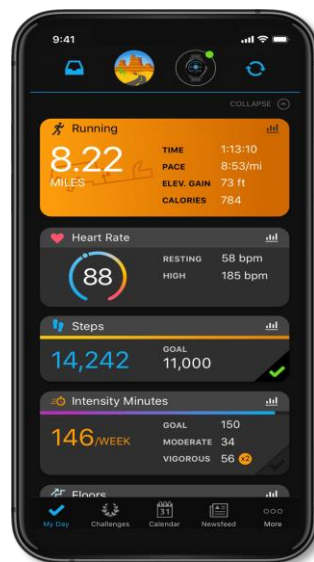 9:41
COLLAPSE
Running
8.22
MILES
TIME 1:13:10
PACE 8:53/mi
ELEV. GAIN 73 ft
CALORIES 784
Heart Rate
88
RESTING 58 bpm
HIGH 185 bpm
Steps
14,242
GOAL
11,000
Intensity Minutes
146/WEEK
GOAL 150
MODERATE 34
VIGOROUS 56 x2
Floors
31
My Day Challenges Calendar Newsfeed More